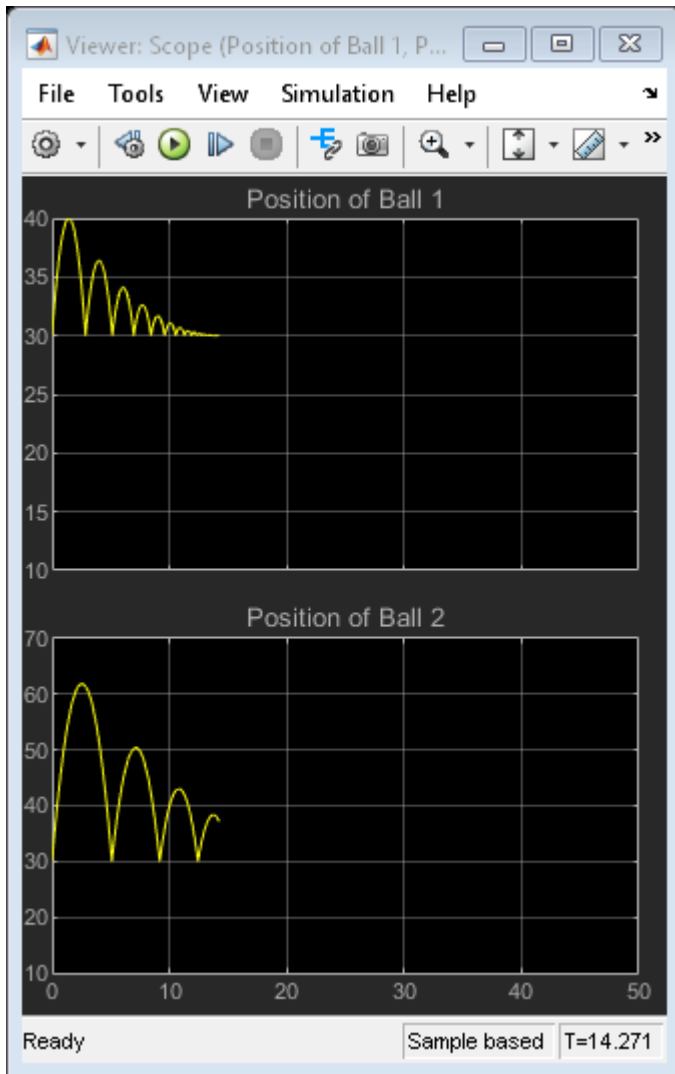 Viewer: Scope (Position of Ball 1, P...
File Tools View Simulation Help
Position of Ball 1
40
35
30
25
20
15
10
Position of Ball 2
70
60
50
40
30
20
10
0 10 20 30 40 50
Ready Sample based T=14.271